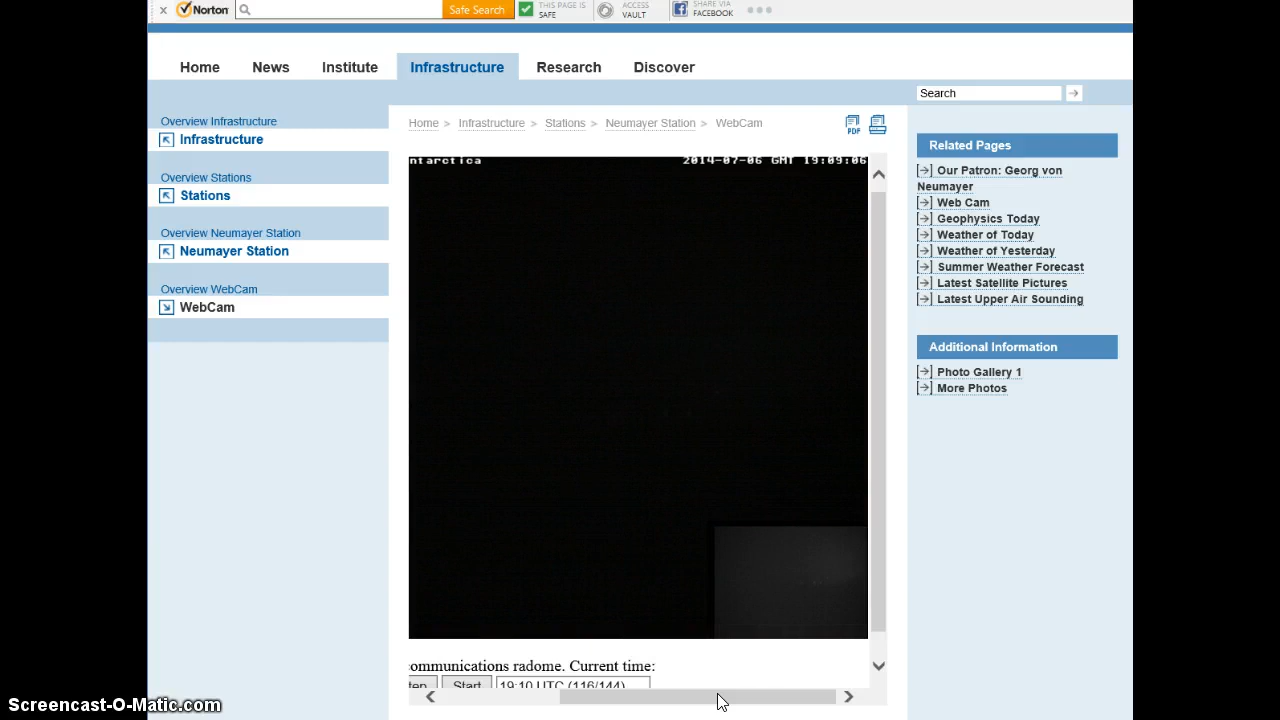 Norton
Safe Search
THIS PAGE IS
SAFE
ACCESS
VAULT
SHARE VIA
FACEBOOK
Home
News
Institute
Infrastructure
Research
Discover
Search
Overview Infrastructure
Infrastructure
Overview Stations
Stations
Overview Neumayer Station
Neumayer Station
Overview WebCam
WebCam
Home > Infrastructure > Stations > Neumayer Station > WebCam
PDF
ntarctica 2014-07-06 GMT 19:09:06
ommunications radome. Current time:
Start 19:10 UTC (116/144)
Related Pages
Our Patron: Georg von
Neumayer
Web Cam
Geophysics Today
Weather of Today
Weather of Yesterday
Summer Weather Forecast
Latest Satellite Pictures
Latest Upper Air Sounding
Additional Information
Photo Gallery 1
More Photos
Screencast-O-Matic.com